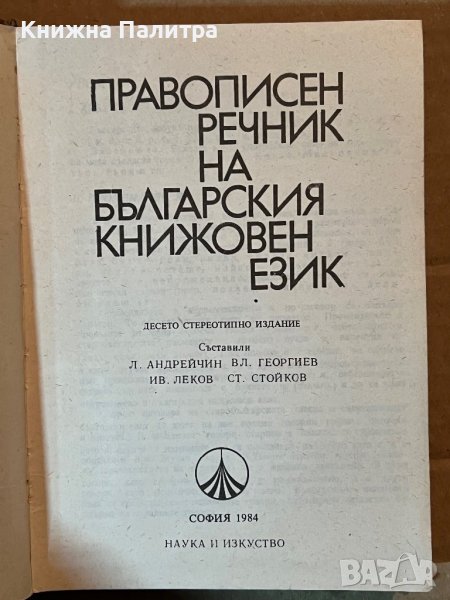 Книжна Палитра
ПРАВОПИСЕН
РЕЧНИК
НА
БЪЛГАРСКИЯ
КНИЖОВЕН
ЕЗИК
ДЕСЕТО СТЕРЕОТИПНО ИЗДАНИЕ
Съставили
Л. АНДРЕЙЧИН ВЛ. ГЕОРГИЕВ
ИВ. ЛЕКОВ СТ. СТОЙКОВ
СОФИЯ 1984
НАУКА И ИЗКУСТВО
BAZAR